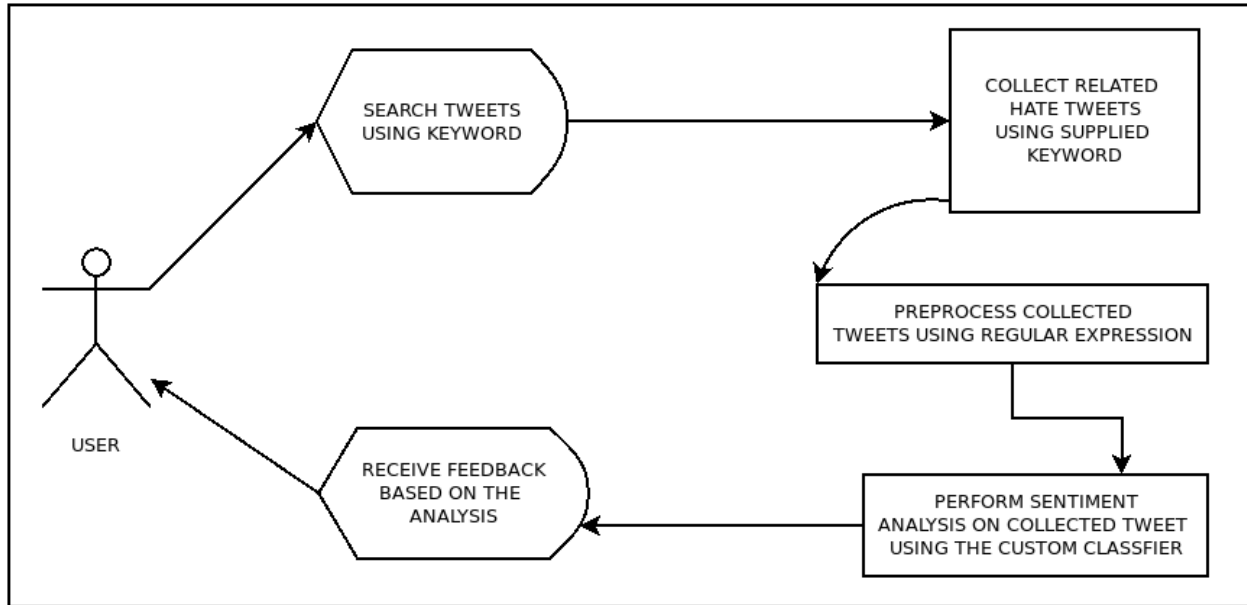 SEARCH TWEETS
USING KEYWORD
COLLECT RELATED
HATE TWEETS
USING SUPPLIED
KEYWORD
PREPROCESS COLLECTED
TWEETS USING REGULAR EXPRESSION
PERFORM SENTIMENT
ANALYSIS ON COLLECTED TWEET
USING THE CUSTOM CLASSFIER
RECEIVE FEEDBACK
BASED ON THE
ANALYSIS
USER